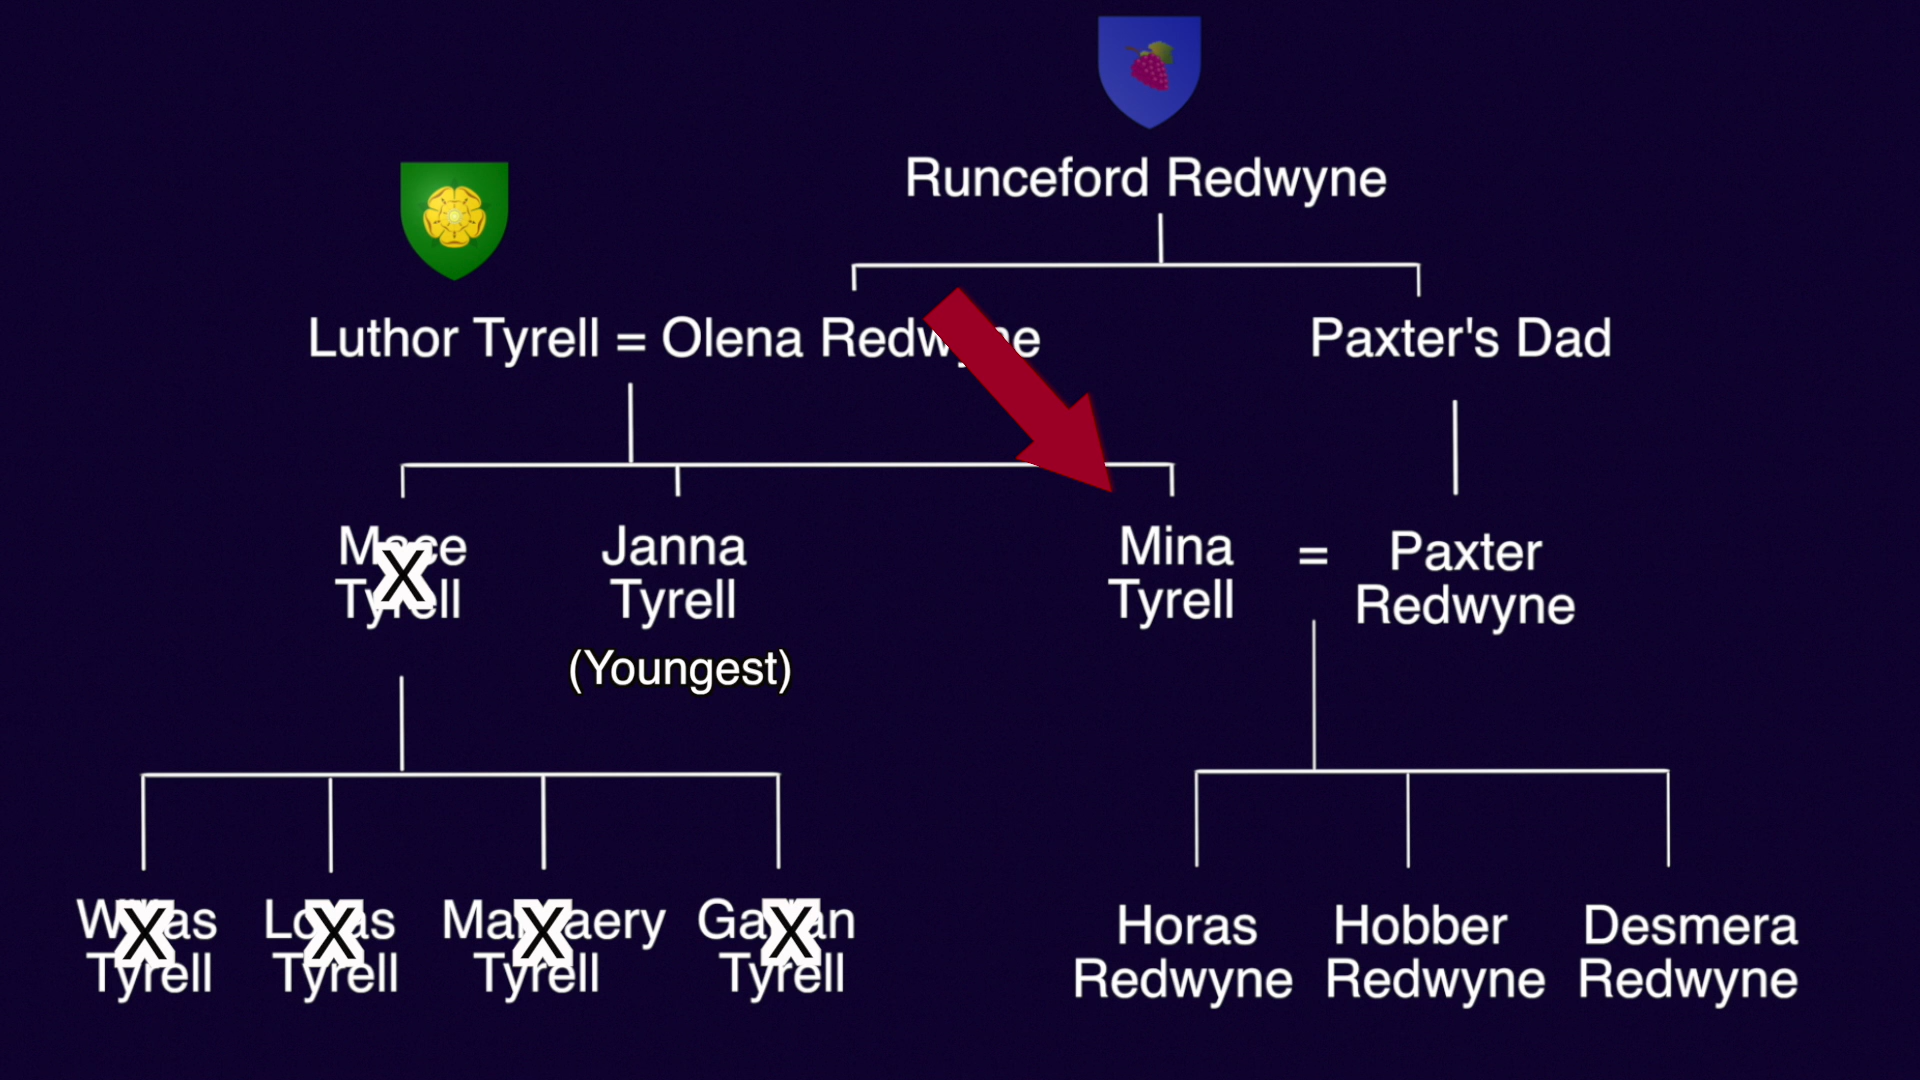 Runceford Redwyne
Luthor Tyrell = Olena
Paxter's Dad
X
Tyrell
Janna
Tyrell
(Youngest)
Mina
Tyrell
=
Paxter
Redwyne
X
Tyrell
X
Tyrell
X
Tyrell
X
Tyrell
Horas
Redwyne
Hobber
Redwyne
Desmera
Redwyne